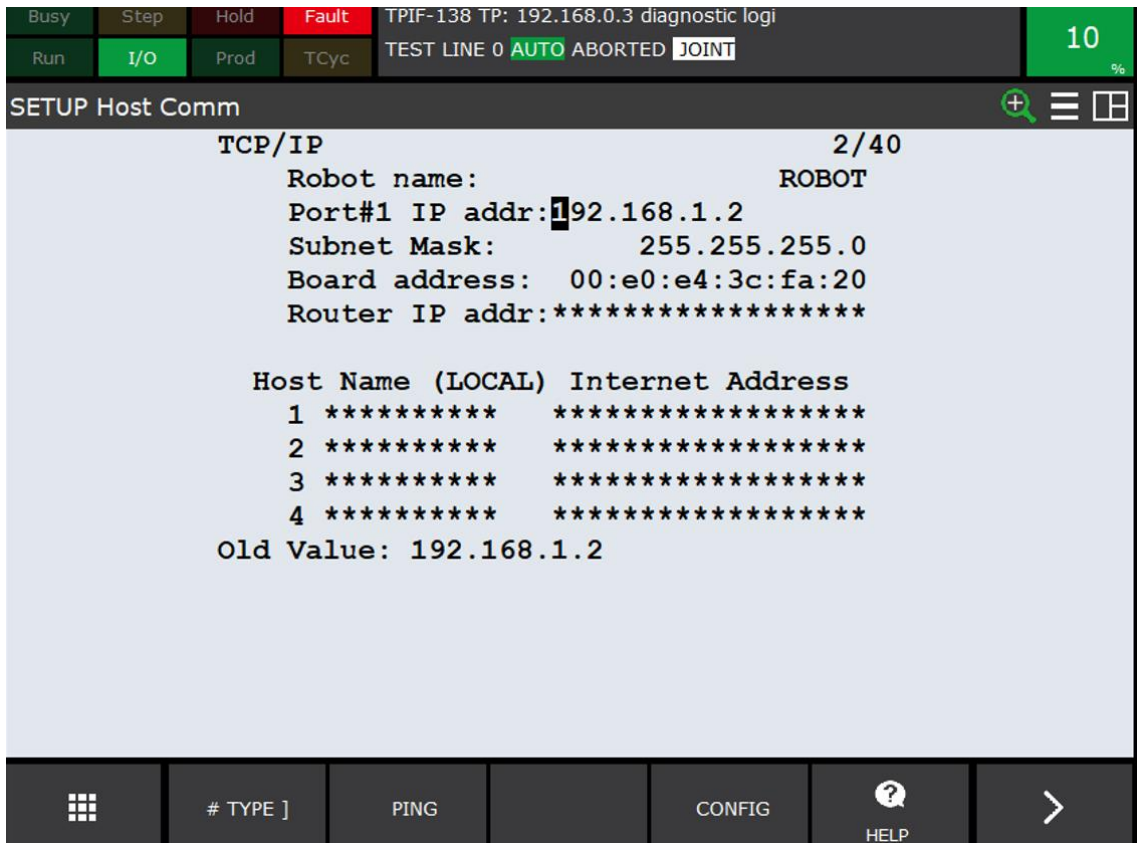 Busy Step Hold Fault TPIF-138 TP: 192.168.0.3 diagnostic logi
Run I/O Prod TCyc TEST LINE 0 AUTO ABORTED JOINT
10
%
SETUP Host Comm
TCP/IP 2/40
Robot name: ROBOT
Port#1 IP addr:192.168.1.2
Subnet Mask: 255.255.255.0
Board address: 00:e0:e4:3c:fa:20
Router IP addr:******************
Host Name (LOCAL) Internet Address
1 ********** ******************
2 ********** ******************
3 ********** ******************
4 ********** ******************
Old Value: 192.168.1.2
# TYPE ] PING CONFIG HELP